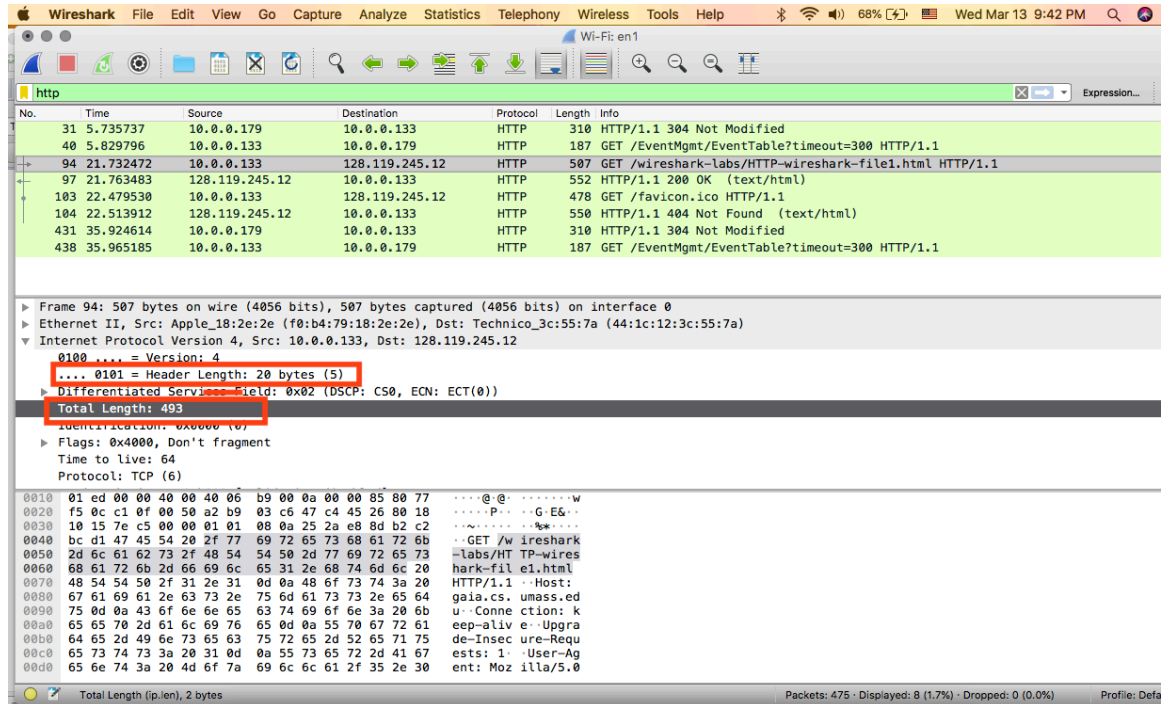 Wireshark File Edit View Go Capture Analyze Statistics Telephony Wireless Tools Help 68% Wed Mar 13 9:42 PM
Wi-Fi: en1
http Expression...
No. Time Source Destination Protocol Length Info
31 5.735737 10.0.0.179 10.0.0.133 HTTP 310 HTTP/1.1 304 Not Modified
40 5.829796 10.0.0.133 10.0.0.179 HTTP 187 GET /EventMgmt/EventTable?timeout=300 HTTP/1.1
94 21.732472 10.0.0.133 128.119.245.12 HTTP 507 GET /wireshark-labs/HTTP-wireshark-file1.html HTTP/1.1
97 21.763483 128.119.245.12 10.0.0.133 HTTP 552 HTTP/1.1 200 OK (text/html)
103 22.479530 10.0.0.133 128.119.245.12 HTTP 478 GET /favicon.ico HTTP/1.1
104 22.513912 128.119.245.12 10.0.0.133 HTTP 550 HTTP/1.1 404 Not Found (text/html)
431 35.924614 10.0.0.179 10.0.0.133 HTTP 310 HTTP/1.1 304 Not Modified
438 35.965185 10.0.0.133 10.0.0.179 HTTP 187 GET /EventMgmt/EventTable?timeout=300 HTTP/1.1
Frame 94: 507 bytes on wire (4056 bits), 507 bytes captured (4056 bits) on interface 0
Ethernet II, Src: Apple_18:2e:2e (f0:b4:79:18:2e:2e), Dst: Technico_3c:55:7a (44:1c:12:3c:55:7a)
Internet Protocol Version 4, Src: 10.0.0.133, Dst: 128.119.245.12
0100 .... = Version: 4
.... 0101 = Header Length: 20 bytes (5)
Differentiated Services Field: 0x02 (DSCP: CS0, ECN: ECT(0))
Total Length: 493
Identification: 0x0000 (0)
Flags: 0x4000, Don't fragment
Time to live: 64
Protocol: TCP (6)
0010 01 ed 00 00 40 00 40 06 b9 00 0a 00 00 85 80 77 ····@·@· ·······w
0020 f5 0c c1 0f 00 50 a2 b9 03 c6 47 c4 45 26 80 18 ·····P·· ··G·E&··
0030 10 15 7e c5 00 00 01 01 08 0a 25 2a e8 8d b2 c2 ··~····· ··%*····
0040 bc d1 47 45 54 20 2f 77 69 72 65 73 68 61 72 6b ··GET /w ireshark
0050 2d 6c 61 62 73 2f 48 54 54 50 2d 77 69 72 65 73 -labs/HT TP-wires
0060 68 61 72 6b 2d 66 69 6c 65 31 2e 68 74 6d 6c 20 hark-fil e1.html
0070 48 54 54 50 2f 31 2e 31 0d 0a 48 6f 73 74 3a 20 HTTP/1.1 ··Host:
0080 67 61 69 61 2e 63 73 2e 75 6d 61 73 73 2e 65 64 gaia.cs. umass.ed
0090 75 0d 0a 43 6f 6e 6e 65 63 74 69 6f 6e 3a 20 6b u··Conne ction: k
00a0 65 65 70 2d 61 6c 69 76 65 0d 0a 55 70 67 72 61 eep-aliv e··Upgra
00b0 64 65 2d 49 6e 73 65 63 75 72 65 2d 52 65 71 75 de-Insec ure-Requ
00c0 65 73 74 73 3a 20 31 0d 0a 55 73 65 72 2d 41 67 ests: 1· ·User-Ag
00d0 65 6e 74 3a 20 4d 6f 7a 69 6c 6c 61 2f 35 2e 30 ent: Moz illa/5.0
Total Length (ip.len), 2 bytes Packets: 475 · Displayed: 8 (1.7%) · Dropped: 0 (0.0%) Profile: Defa